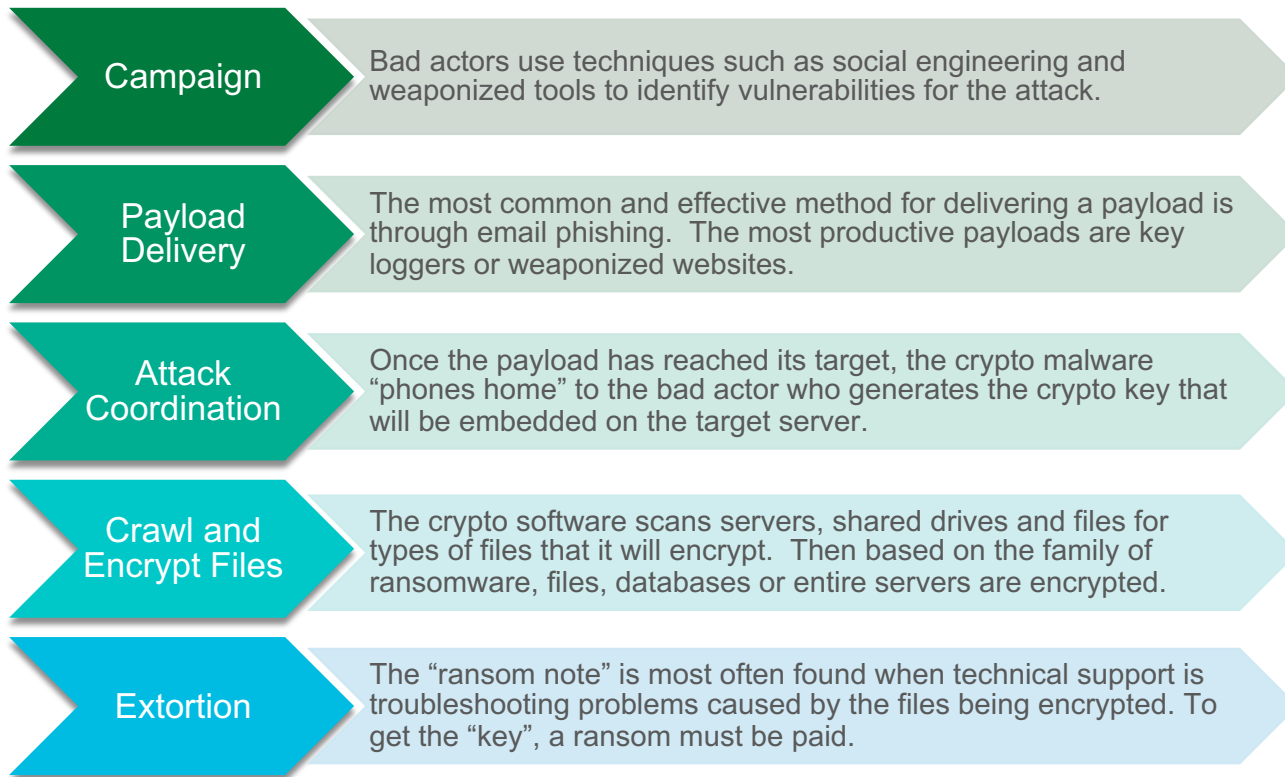 Campaign
Bad actors use techniques such as social engineering and
weaponized tools to identify vulnerabilities for the attack.
Payload
Delivery
The most common and effective method for delivering a payload is
through email phishing.  The most productive payloads are key
loggers or weaponized websites.
Attack
Coordination
Once the payload has reached its target, the crypto malware
“phones home” to the bad actor who generates the crypto key that
will be embedded on the target server.
Crawl and
Encrypt Files
The crypto software scans servers, shared drives and files for
types of files that it will encrypt.  Then based on the family of
ransomware, files, databases or entire servers are encrypted.
Extortion
The “ransom note” is most often found when technical support is
troubleshooting problems caused by the files being encrypted. To
get the “key”, a ransom must be paid.